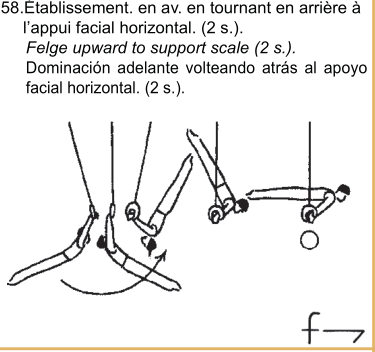 58.Établissement. en av. en tournant en arrière à
l'appui facial horizontal. (2 s.).
Felge upward to support scale (2 s.).
Dominación adelante volteando atrás al apoyo
facial horizontal. (2 s.).
f